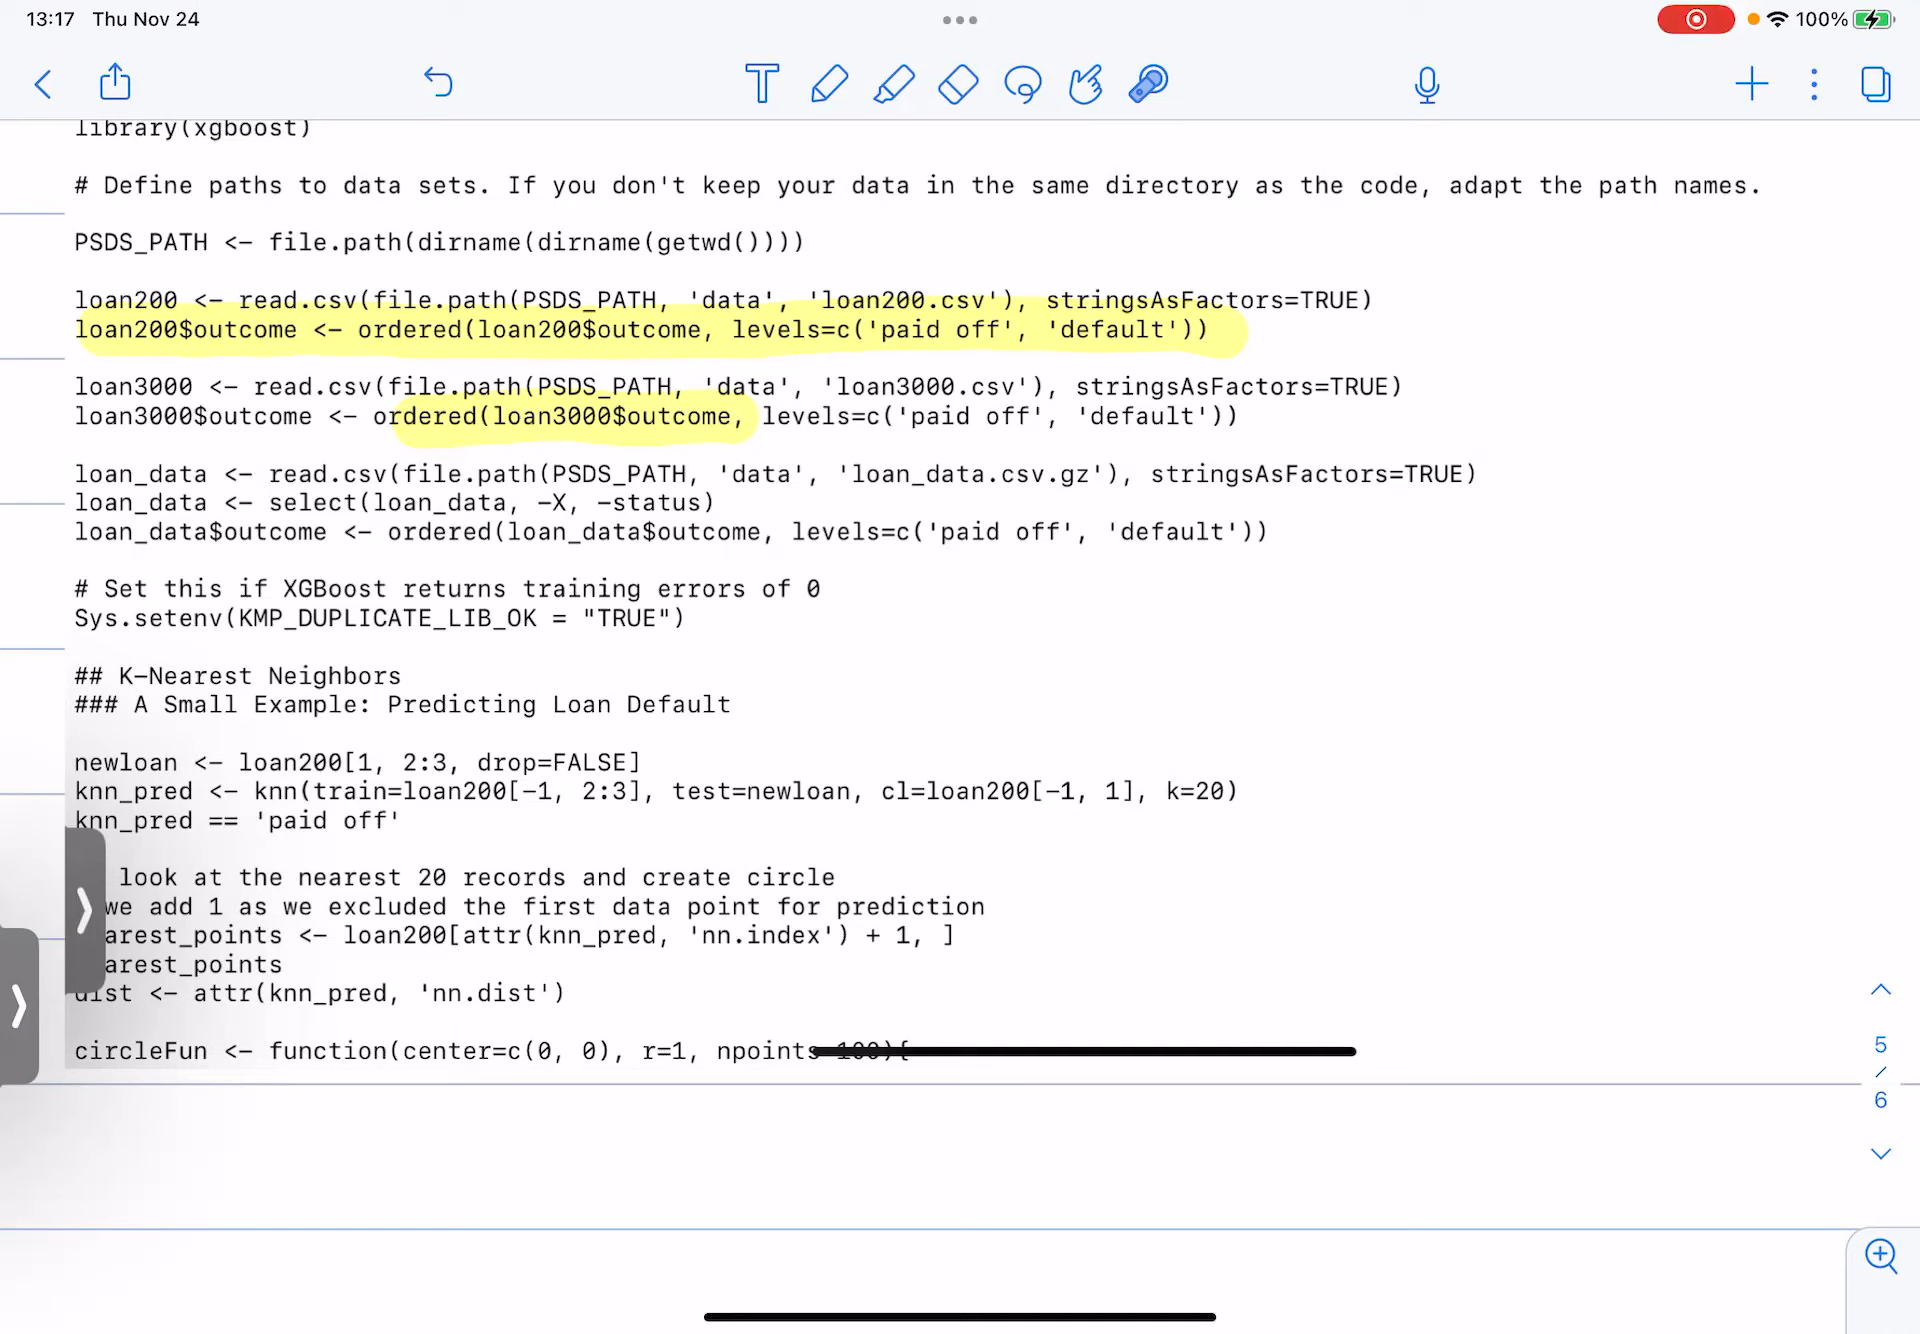 13:17 Thu Nov 24
100%
library(xgboost)
# Define paths to data sets. If you don't keep your data in the same directory as the code, adapt the path names.
PSDS_PATH <- file.path(dirname(dirname(getwd())))
loan200 <- read.csv(file.path(PSDS_PATH, 'data', 'loan200.csv'), stringsAsFactors=TRUE)
loan200$outcome <- ordered(loan200$outcome, levels=c('paid off', 'default'))
loan3000 <- read.csv(file.path(PSDS_PATH, 'data', 'loan3000.csv'), stringsAsFactors=TRUE)
loan3000$outcome <- ordered(loan3000$outcome, levels=c('paid off', 'default'))
loan_data <- read.csv(file.path(PSDS_PATH, 'data', 'loan_data.csv.gz'), stringsAsFactors=TRUE)
loan_data <- select(loan_data, -X, -status)
loan_data$outcome <- ordered(loan_data$outcome, levels=c('paid off', 'default'))
# Set this if XGBoost returns training errors of 0
Sys.setenv(KMP_DUPLICATE_LIB_OK = "TRUE")
## K-Nearest Neighbors
### A Small Example: Predicting Loan Default
newloan <- loan200[1, 2:3, drop=FALSE]
knn_pred <- knn(train=loan200[-1, 2:3], test=newloan, cl=loan200[-1, 1], k=20)
knn_pred == 'paid off'
look at the nearest 20 records and create circle
we add 1 as we excluded the first data point for prediction
arest_points <- loan200[attr(knn_pred, 'nn.index') + 1, ]
arest_points
dist <- attr(knn_pred, 'nn.dist')
circleFun <- function(center=c(0, 0), r=1, npoints=100){
5
/
6